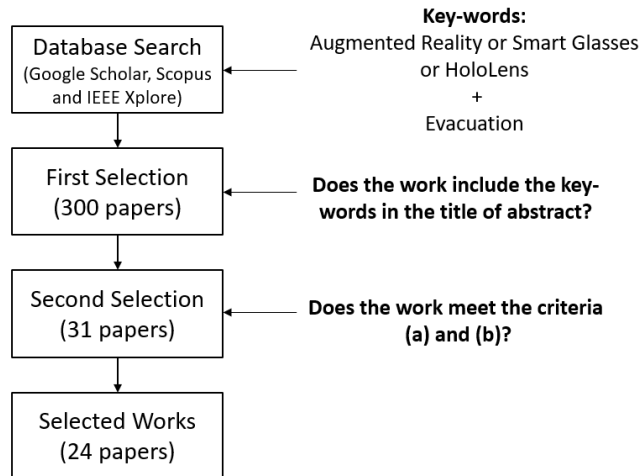 Database Search
(Google Scholar, Scopus
and IEEE Xplore)
Key-words:
Augmented Reality or Smart Glasses
or HoloLens
+
Evacuation
First Selection
(300 papers)
Does the work include the key-
words in the title of abstract?
Second Selection
(31 papers)
Does the work meet the criteria
(a) and (b)?
Selected Works
(24 papers)